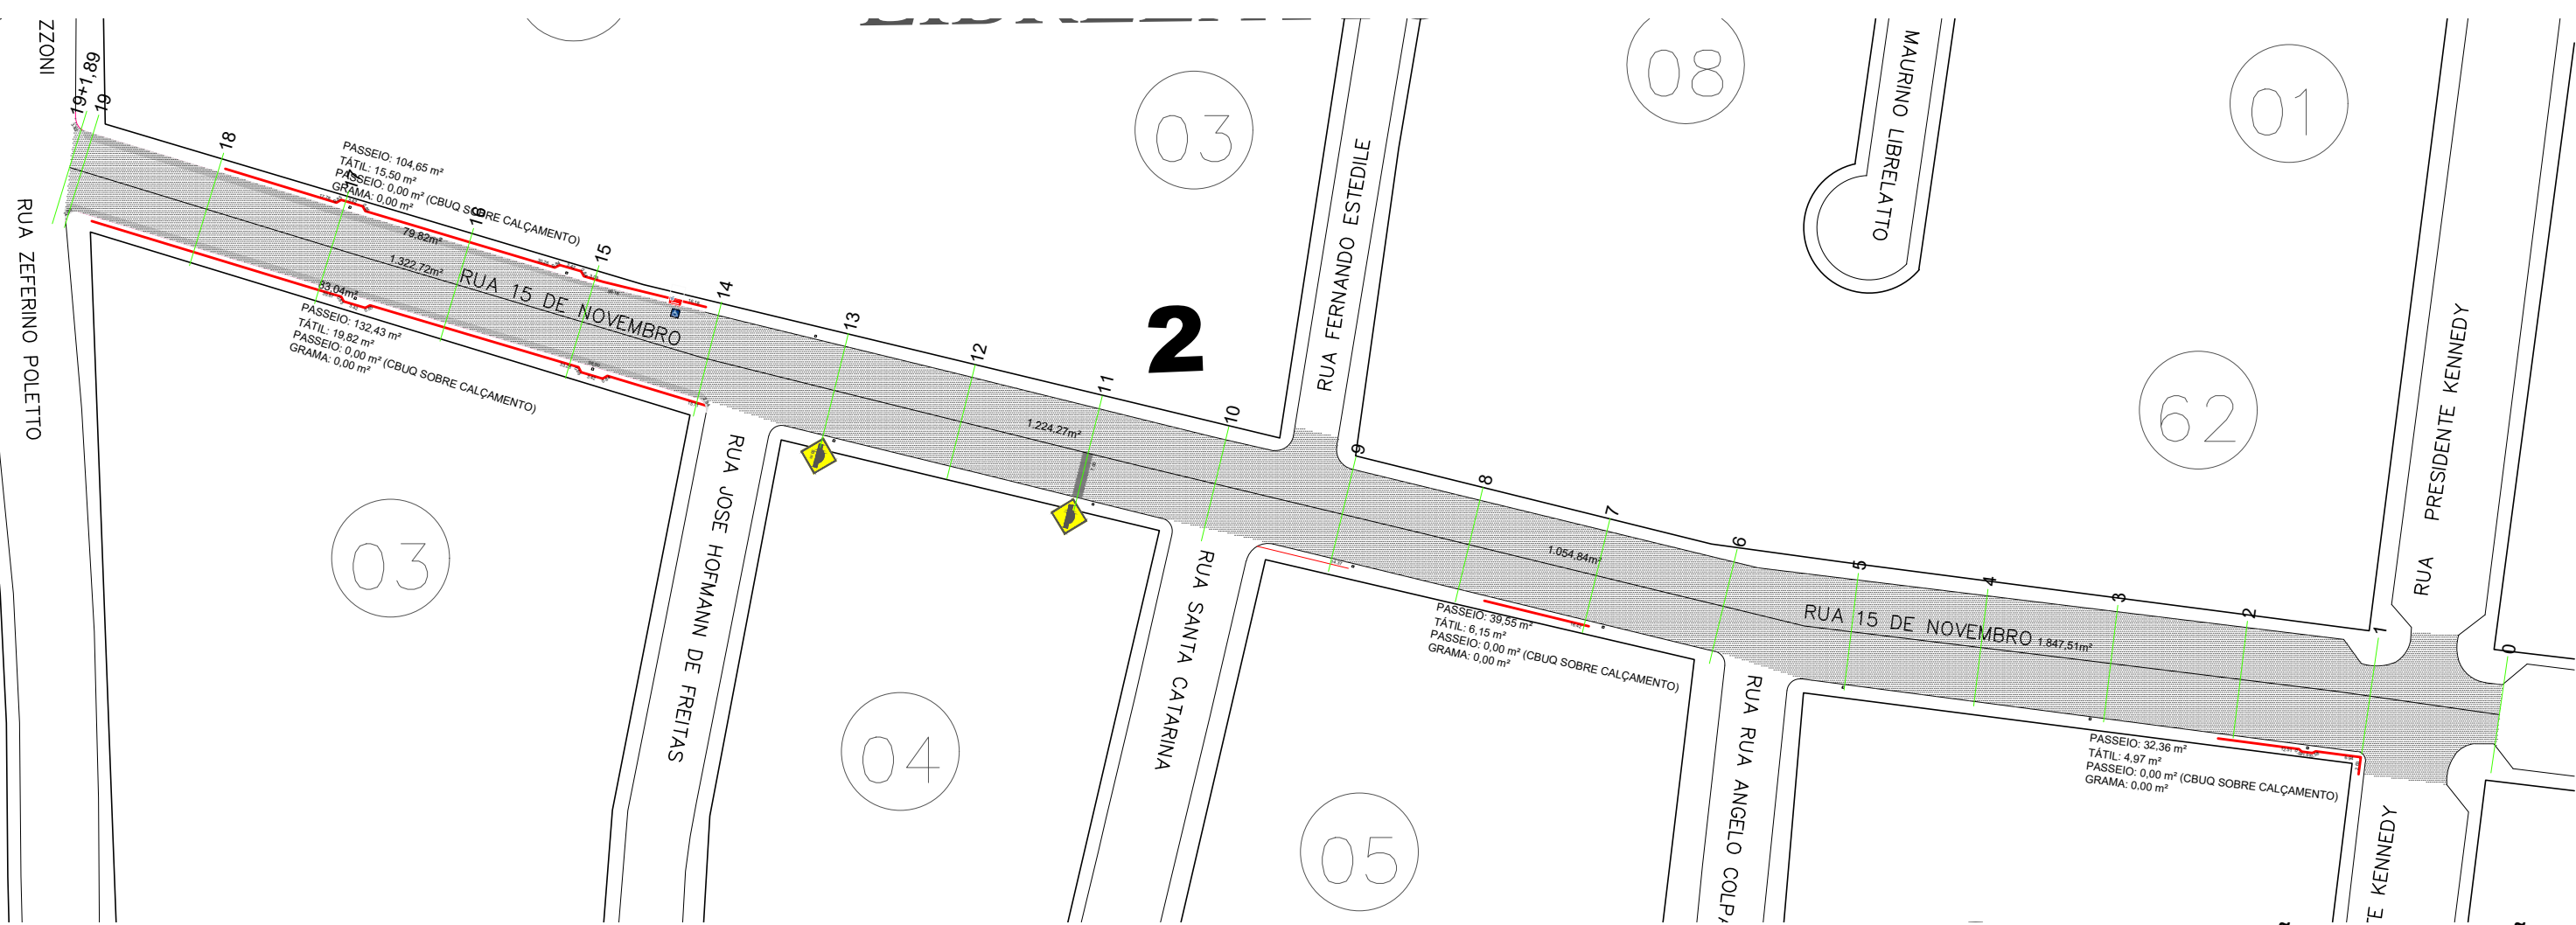 ZZONI
19+1,89
19
18
17
16
15
14
13
12
11
10
9
8
7
6
5
4
3
2
1
0
PASSEIO: 104,65 m²
TÁTIL: 15,50 m²
PASSEIO: 0,00 m² (CBUQ SOBRE CALÇAMENTO)
GRAMA: 0,00 m²
79,82m²
1.322,72m²
83,04m²
RUA 15 DE NOVEMBRO
PASSEIO: 132,43 m²
TÁTIL: 19,82 m²
PASSEIO: 0,00 m² (CBUQ SOBRE CALÇAMENTO)
GRAMA: 0,00 m²
RUA ZEFERINO POLETTO
03
RUA JOSE HOFMANN DE FREITAS
04
1.224,27m²
2
03
RUA FERNANDO ESTEDILE
08
MAURINO LIBRELATTO
01
62
RUA PRESIDENTE KENNEDY
RUA SANTA CATARINA
05
1.054,84m²
PASSEIO: 39,55 m²
TÁTIL: 6,15 m²
PASSEIO: 0,00 m² (CBUQ SOBRE CALÇAMENTO)
GRAMA: 0,00 m²
RUA RUA ANGELO COLPA
RUA 15 DE NOVEMBRO
1.847,51m²
PASSEIO: 32,36 m²
TÁTIL: 4,97 m²
PASSEIO: 0,00 m² (CBUQ SOBRE CALÇAMENTO)
GRAMA: 0,00 m²
TE KENNEDY